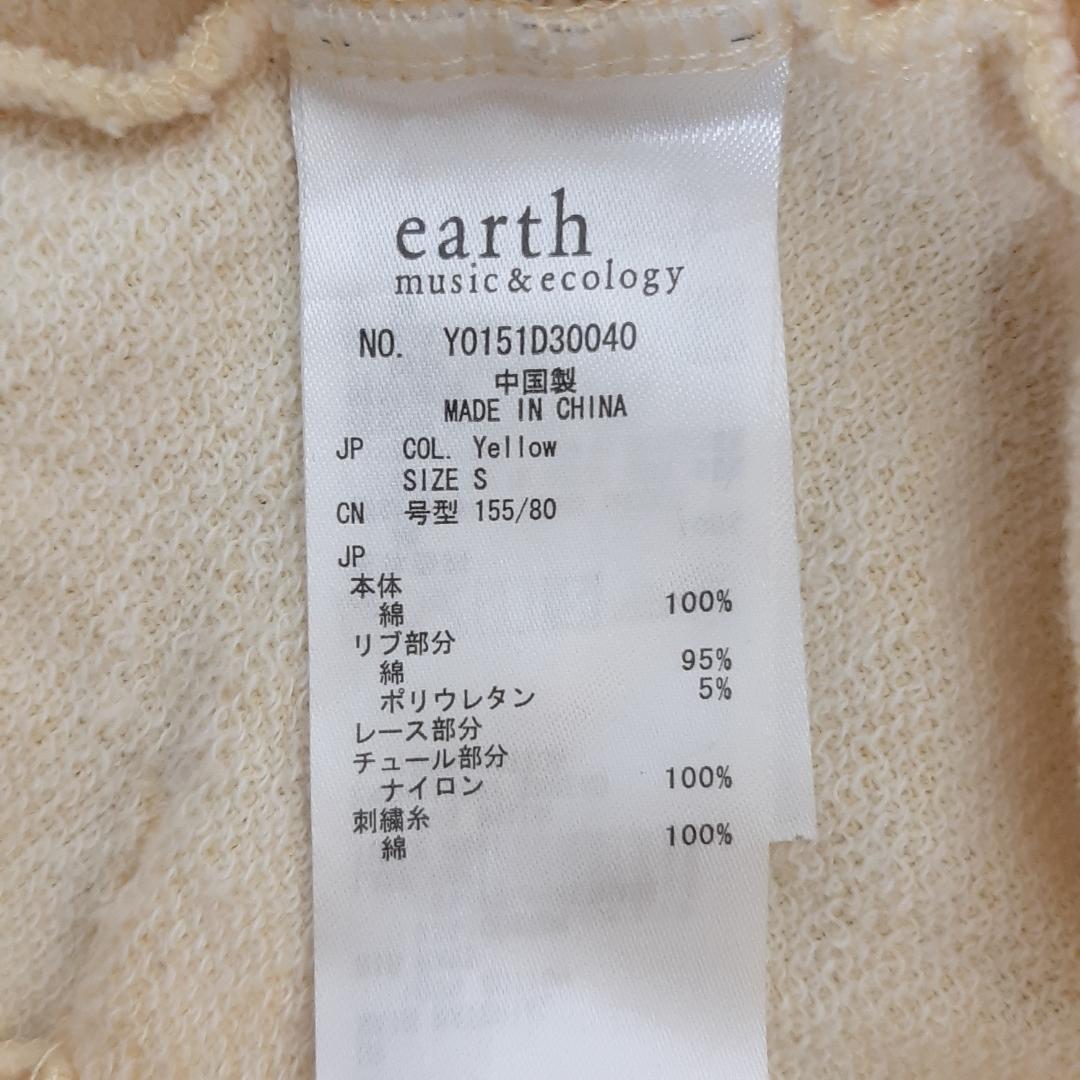 earth
music&ecology
NO. Y0151D30040
中国製
MADE IN CHINA
JP COL. Yellow
SIZE S
CN 号型 155/80
JP
本体
綿 100%
リブ部分
綿 95%
ポリウレタン 5%
レース部分
チュール部分
ナイロン 100%
刺繍糸
綿 100%